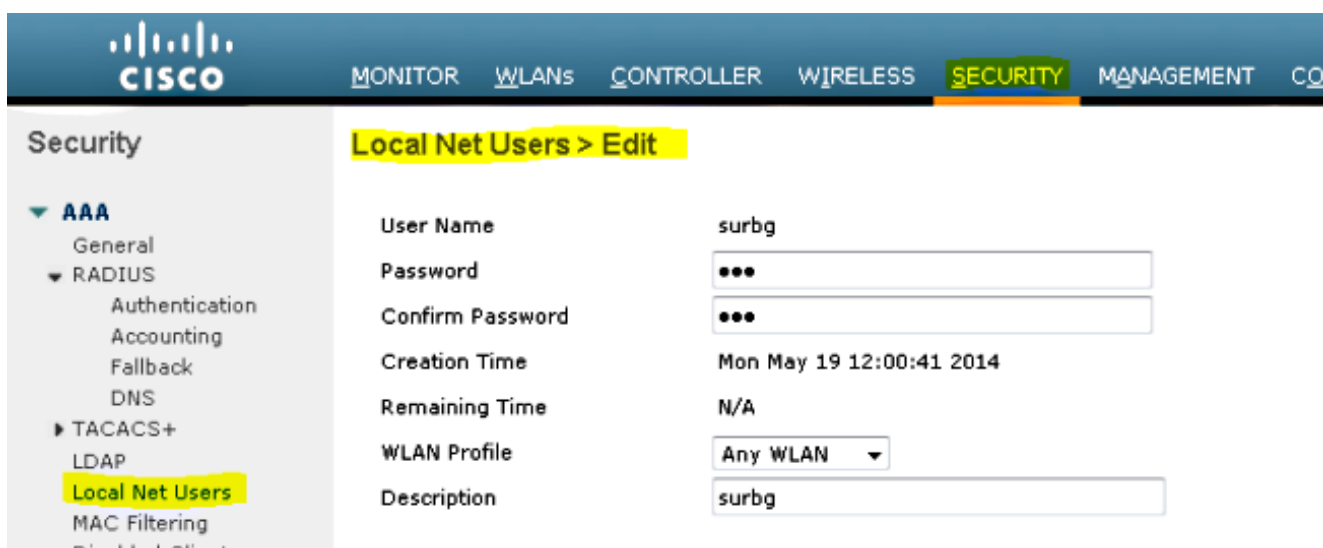 CISCO
MONITOR WLANs CONTROLLER WIRELESS SECURITY MANAGEMENT
Security
AAA
General
RADIUS
Authentication
Accounting
Fallback
DNS
TACACS+
LDAP
Local Net Users
MAC Filtering
Local Net Users > Edit
User Name surbg
Password •••
Confirm Password •••
Creation Time Mon May 19 12:00:41 2014
Remaining Time N/A
WLAN Profile Any WLAN
Description surbg